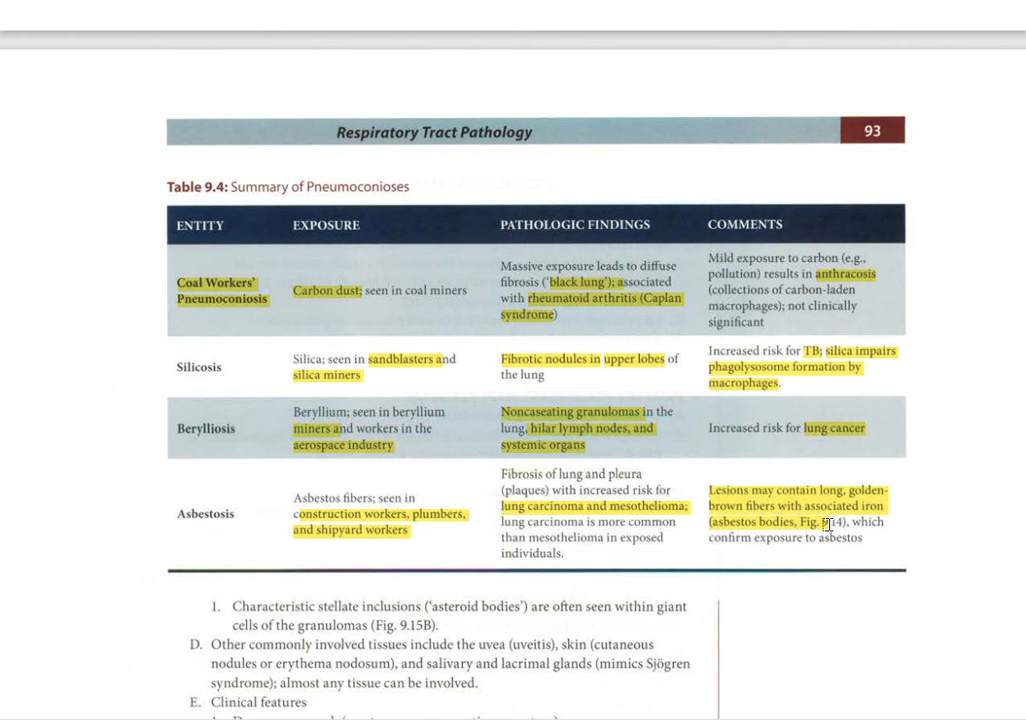 Respiratory Tract Pathology
93
Table 9.4: Summary of Pneumoconioses
ENTITY
EXPOSURE
PATHOLOGIC FINDINGS
COMMENTS
Coal Workers'
Pneumoconiosis
Carbon dust; seen in coal miners
Massive exposure leads to diffuse
fibrosis ('black lung'); associated
with rheumatoid arthritis (Caplan
syndrome)
Mild exposure to carbon (e.g.,
pollution) results in anthracosis
(collections of carbon-laden
macrophages); not clinically
significant
Silicosis
Silica; seen in sandblasters and
silica miners
Fibrotic nodules in upper lobes of
the lung
Increased risk for TB; silica impairs
phagolysosome formation by
macrophages.
Berylliosis
Beryllium; seen in beryllium
miners and workers in the
aerospace industry
Noncaseating granulomas in the
lung, hilar lymph nodes, and
systemic organs
Increased risk for lung cancer
Asbestosis
Asbestos fibers; seen in
construction workers, plumbers,
and shipyard workers
Fibrosis of lung and pleura
(plaques) with increased risk for
lung carcinoma and mesothelioma;
lung carcinoma is more common
than mesothelioma in exposed
individuals.
Lesions may contain long, golden-
brown fibers with associated iron
(asbestos bodies, Fig. which
confirm exposure to asbestos
1. Characteristic stellate inclusions ('asteroid bodies') are often seen within giant
cells of the granulomas (Fig. 9.15B).
D. Other commonly involved tissues include the uvea (uveitis), skin (cutaneous
nodules or erythema nodosum), and salivary and lacrimal glands (mimics Sjögren
syndrome); almost any tissue can be involved.
E. Clinical features